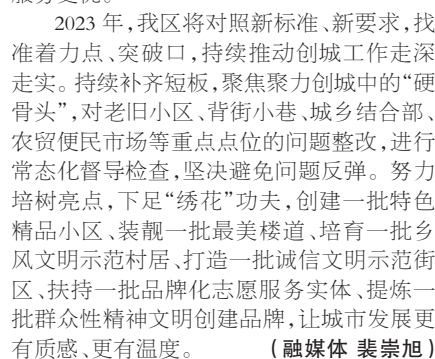 2023 年，我区将对照新标准、新要求，找
准着力点、突破口，持续推动创城工作走深
走实。持续补齐短板，聚焦聚力创城中的“硬
骨头”，对老旧小区、背街小巷、城乡结合部、
农贸便民市场等重点点位的问题整改，进行
常态化督导检查，坚决避免问题反弹。努力
培树亮点，下足“绣花”功夫，创建一批特色
精品小区、装靓一批最美楼道、培育一批乡
风文明示范村居、打造一批诚信文明示范街
区、扶持一批品牌化志愿服务实体、提炼一
批群众性精神文明创建品牌，让城市发展更
有质感、更有温度。 （融媒体 裴崇旭）